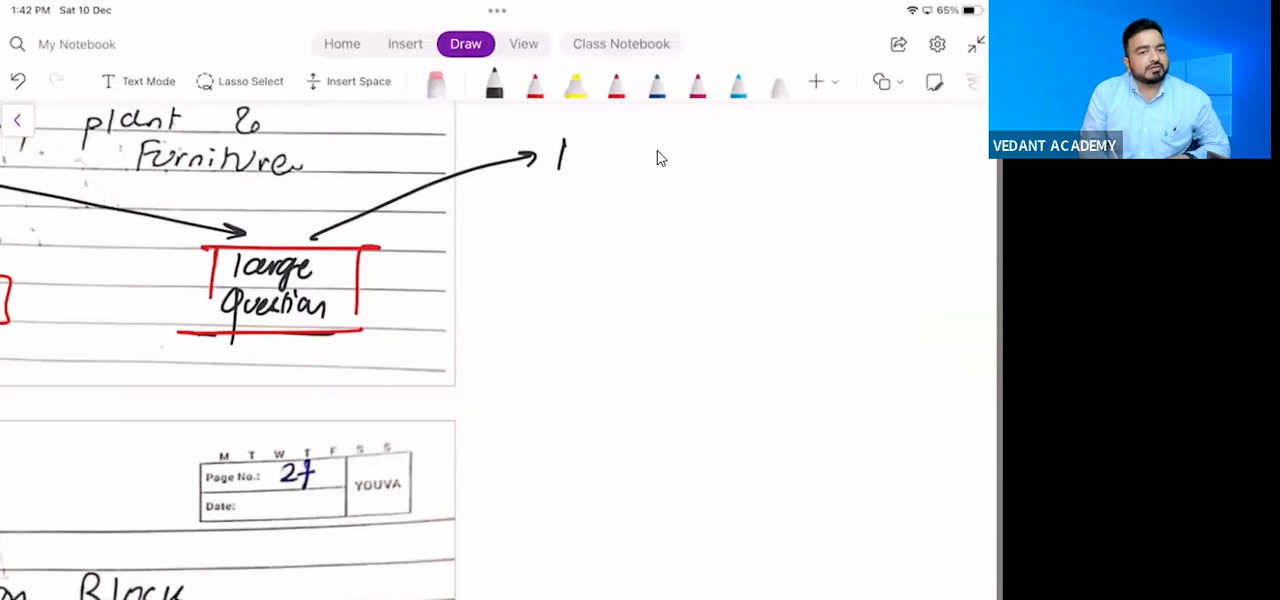 1:42 PM Sat 10 Dec
65%
My Notebook
Home Insert Draw View Class Notebook
Text Mode Lasso Select Insert Space
VEDANT ACADEMY
plant &
Furniture
large
Question
M T W T F S S
Page No.: 27
YOUVA
Date:
Block